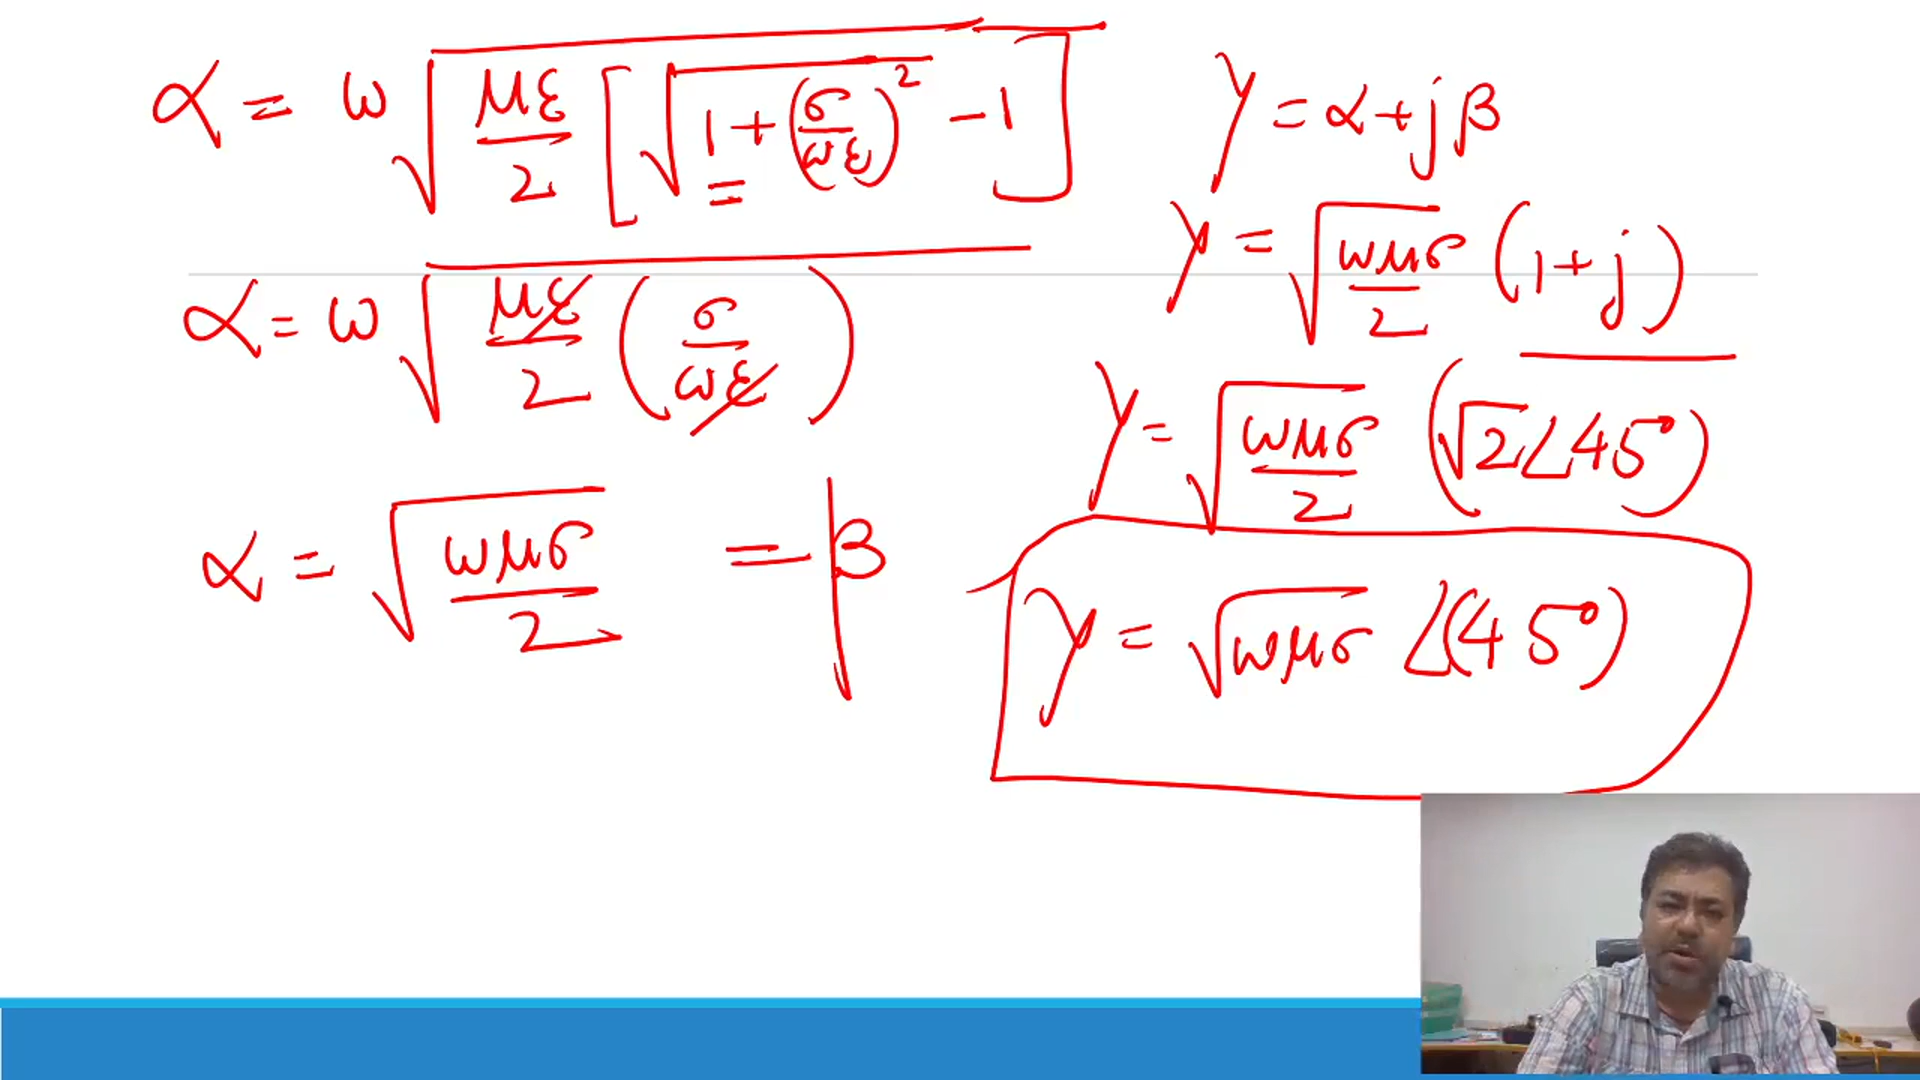 α = ω √(με/2 [√(1 + (σ/ωε)²) - 1])
α = ω √(με/2 (σ/ωε))
α = √(ωμσ/2) = β
γ = α + jβ
γ = √(ωμσ/2) (1 + j)
γ = √(ωμσ/2) (√2∠45°)
γ = √ωμσ ∠(45°)